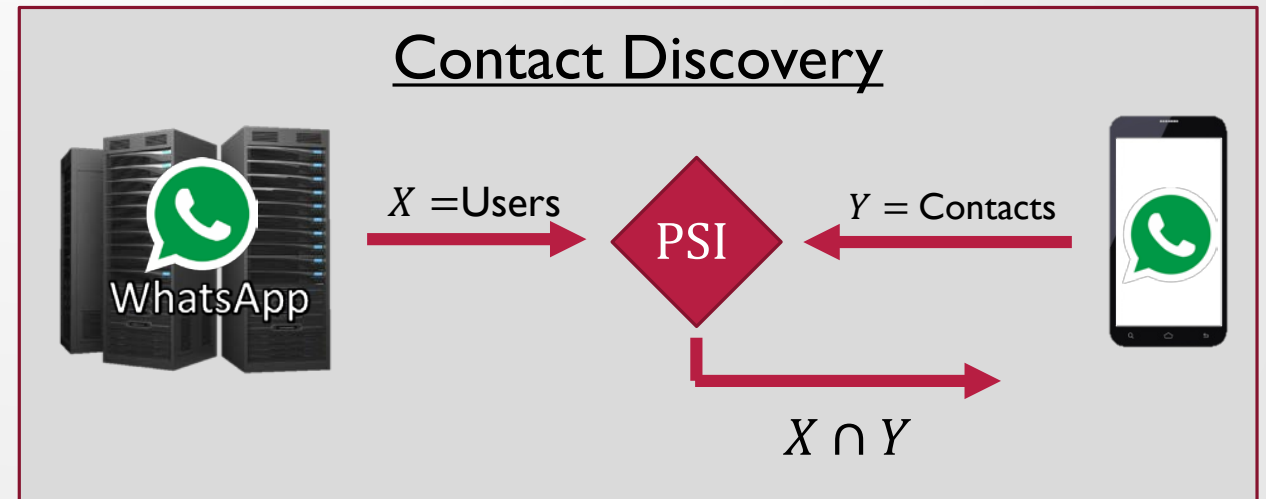 Contact Discovery
X =Users
Y = Contacts
PSI
WhatsApp
X ∩ Y